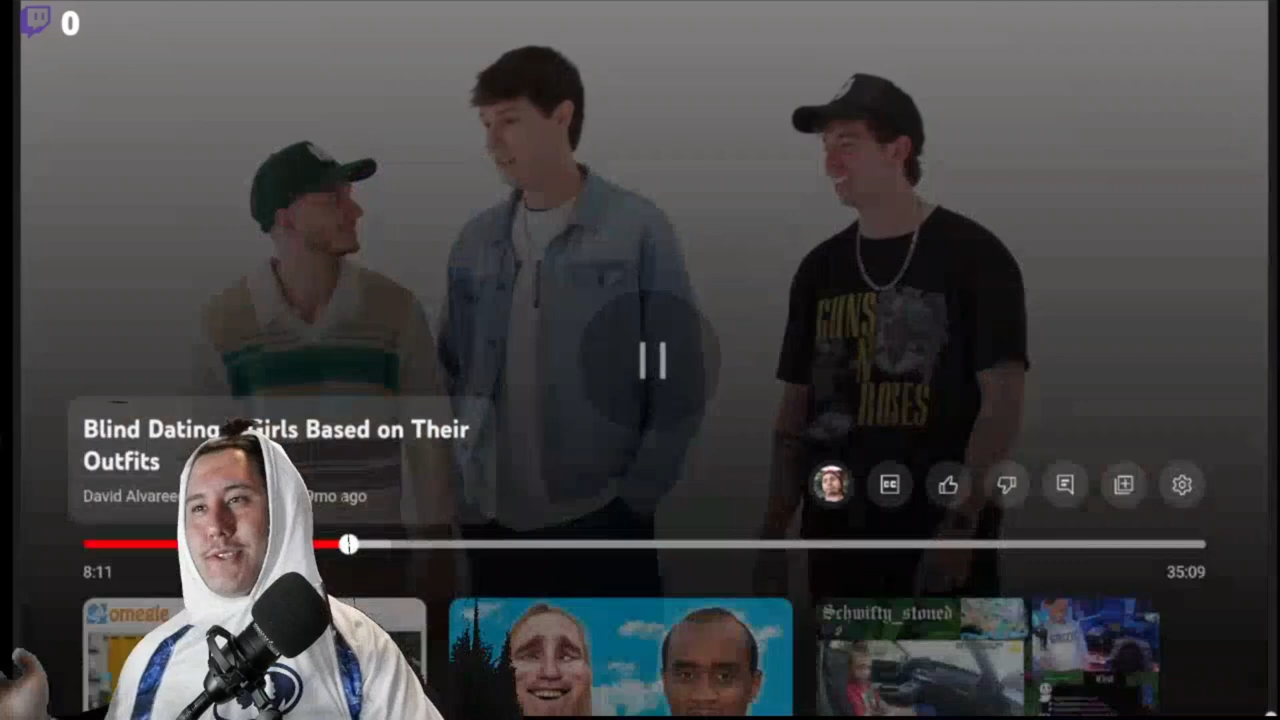 0
GUNS
N
ROSES
Blind Dating Girls Based on Their
Outfits
David Alvaree 9mo ago
CC
8:11
35:09
omegle
Schwifty_stoned